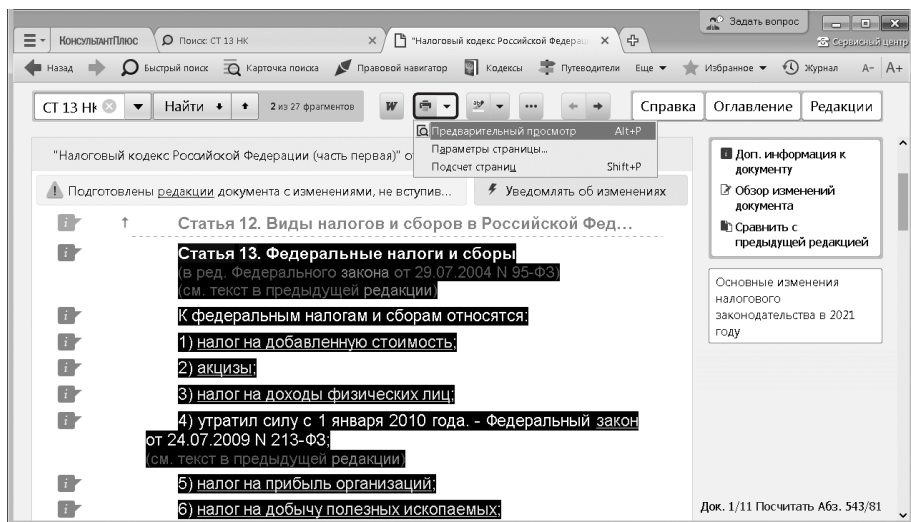 Задать вопрос
КонсультантПлюс
Поиск: СТ 13 НК
"Налоговый кодекс Российской Федерац
Сервисный центр
Назад
Быстрый поиск
Карточка поиска
Правовой навигатор
Кодексы
Путеводители
Еще
Избранное
Журнал
A-
A+
СТ 13 НК
Найти
2 из 27 фрагментов
W
Справка
Оглавление
Редакции
Предварительный просмотр Alt+P
Параметры страницы...
Подсчет страниц Shift+P
"Налоговый кодекс Российской Федерации (часть первая)" о
Подготовлены редакции документа с изменениями, не вступив...
Уведомлять об изменениях
Статья 12. Виды налогов и сборов в Российской Фед...
Статья 13. Федеральные налоги и сборы
(в ред. Федерального закона от 29.07.2004 N 95-ФЗ)
(см. текст в предыдущей редакции)
К федеральным налогам и сборам относятся:
1) налог на добавленную стоимость;
2) акцизы;
3) налог на доходы физических лиц;
4) утратил силу с 1 января 2010 года. - Федеральный закон
от 24.07.2009 N 213-ФЗ;
(см. текст в предыдущей редакции)
5) налог на прибыль организаций;
6) налог на добычу полезных ископаемых;
Доп. информация к
документу
Обзор изменений
документа
Сравнить с
предыдущей редакцией
Основные изменения
налогового
законодательства в 2021
году
Док. 1/11 Посчитать Абз. 543/81